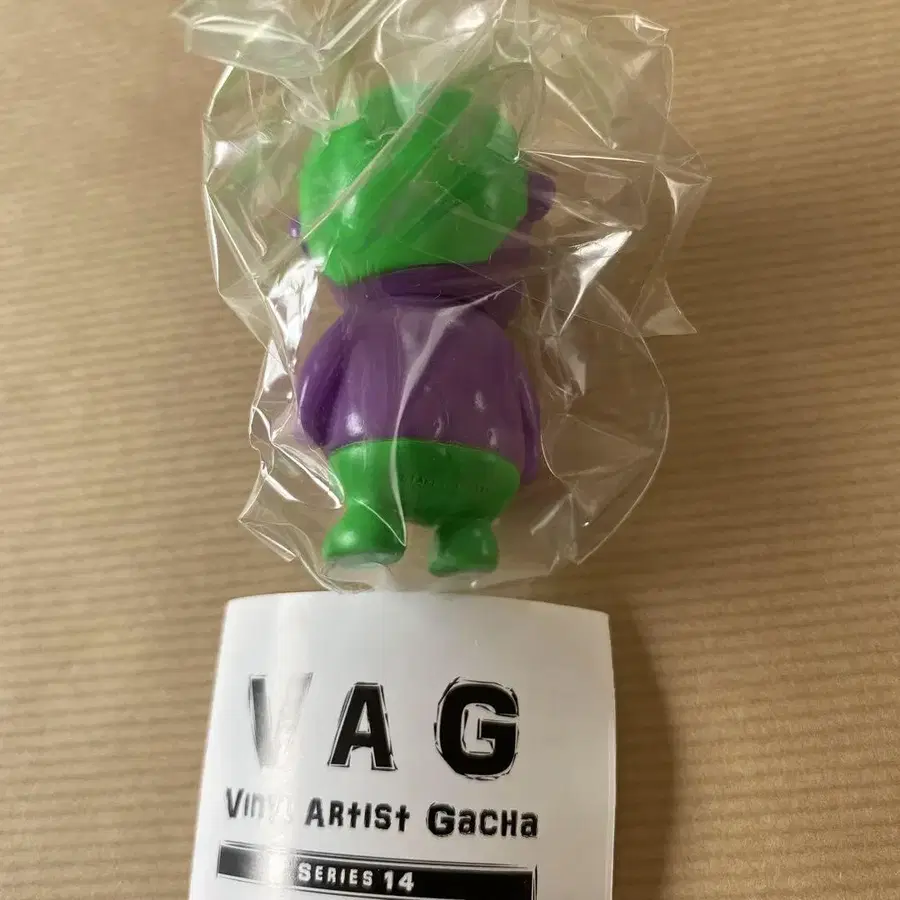 VAG
Vinyl Artist Gacha
SERIES 14